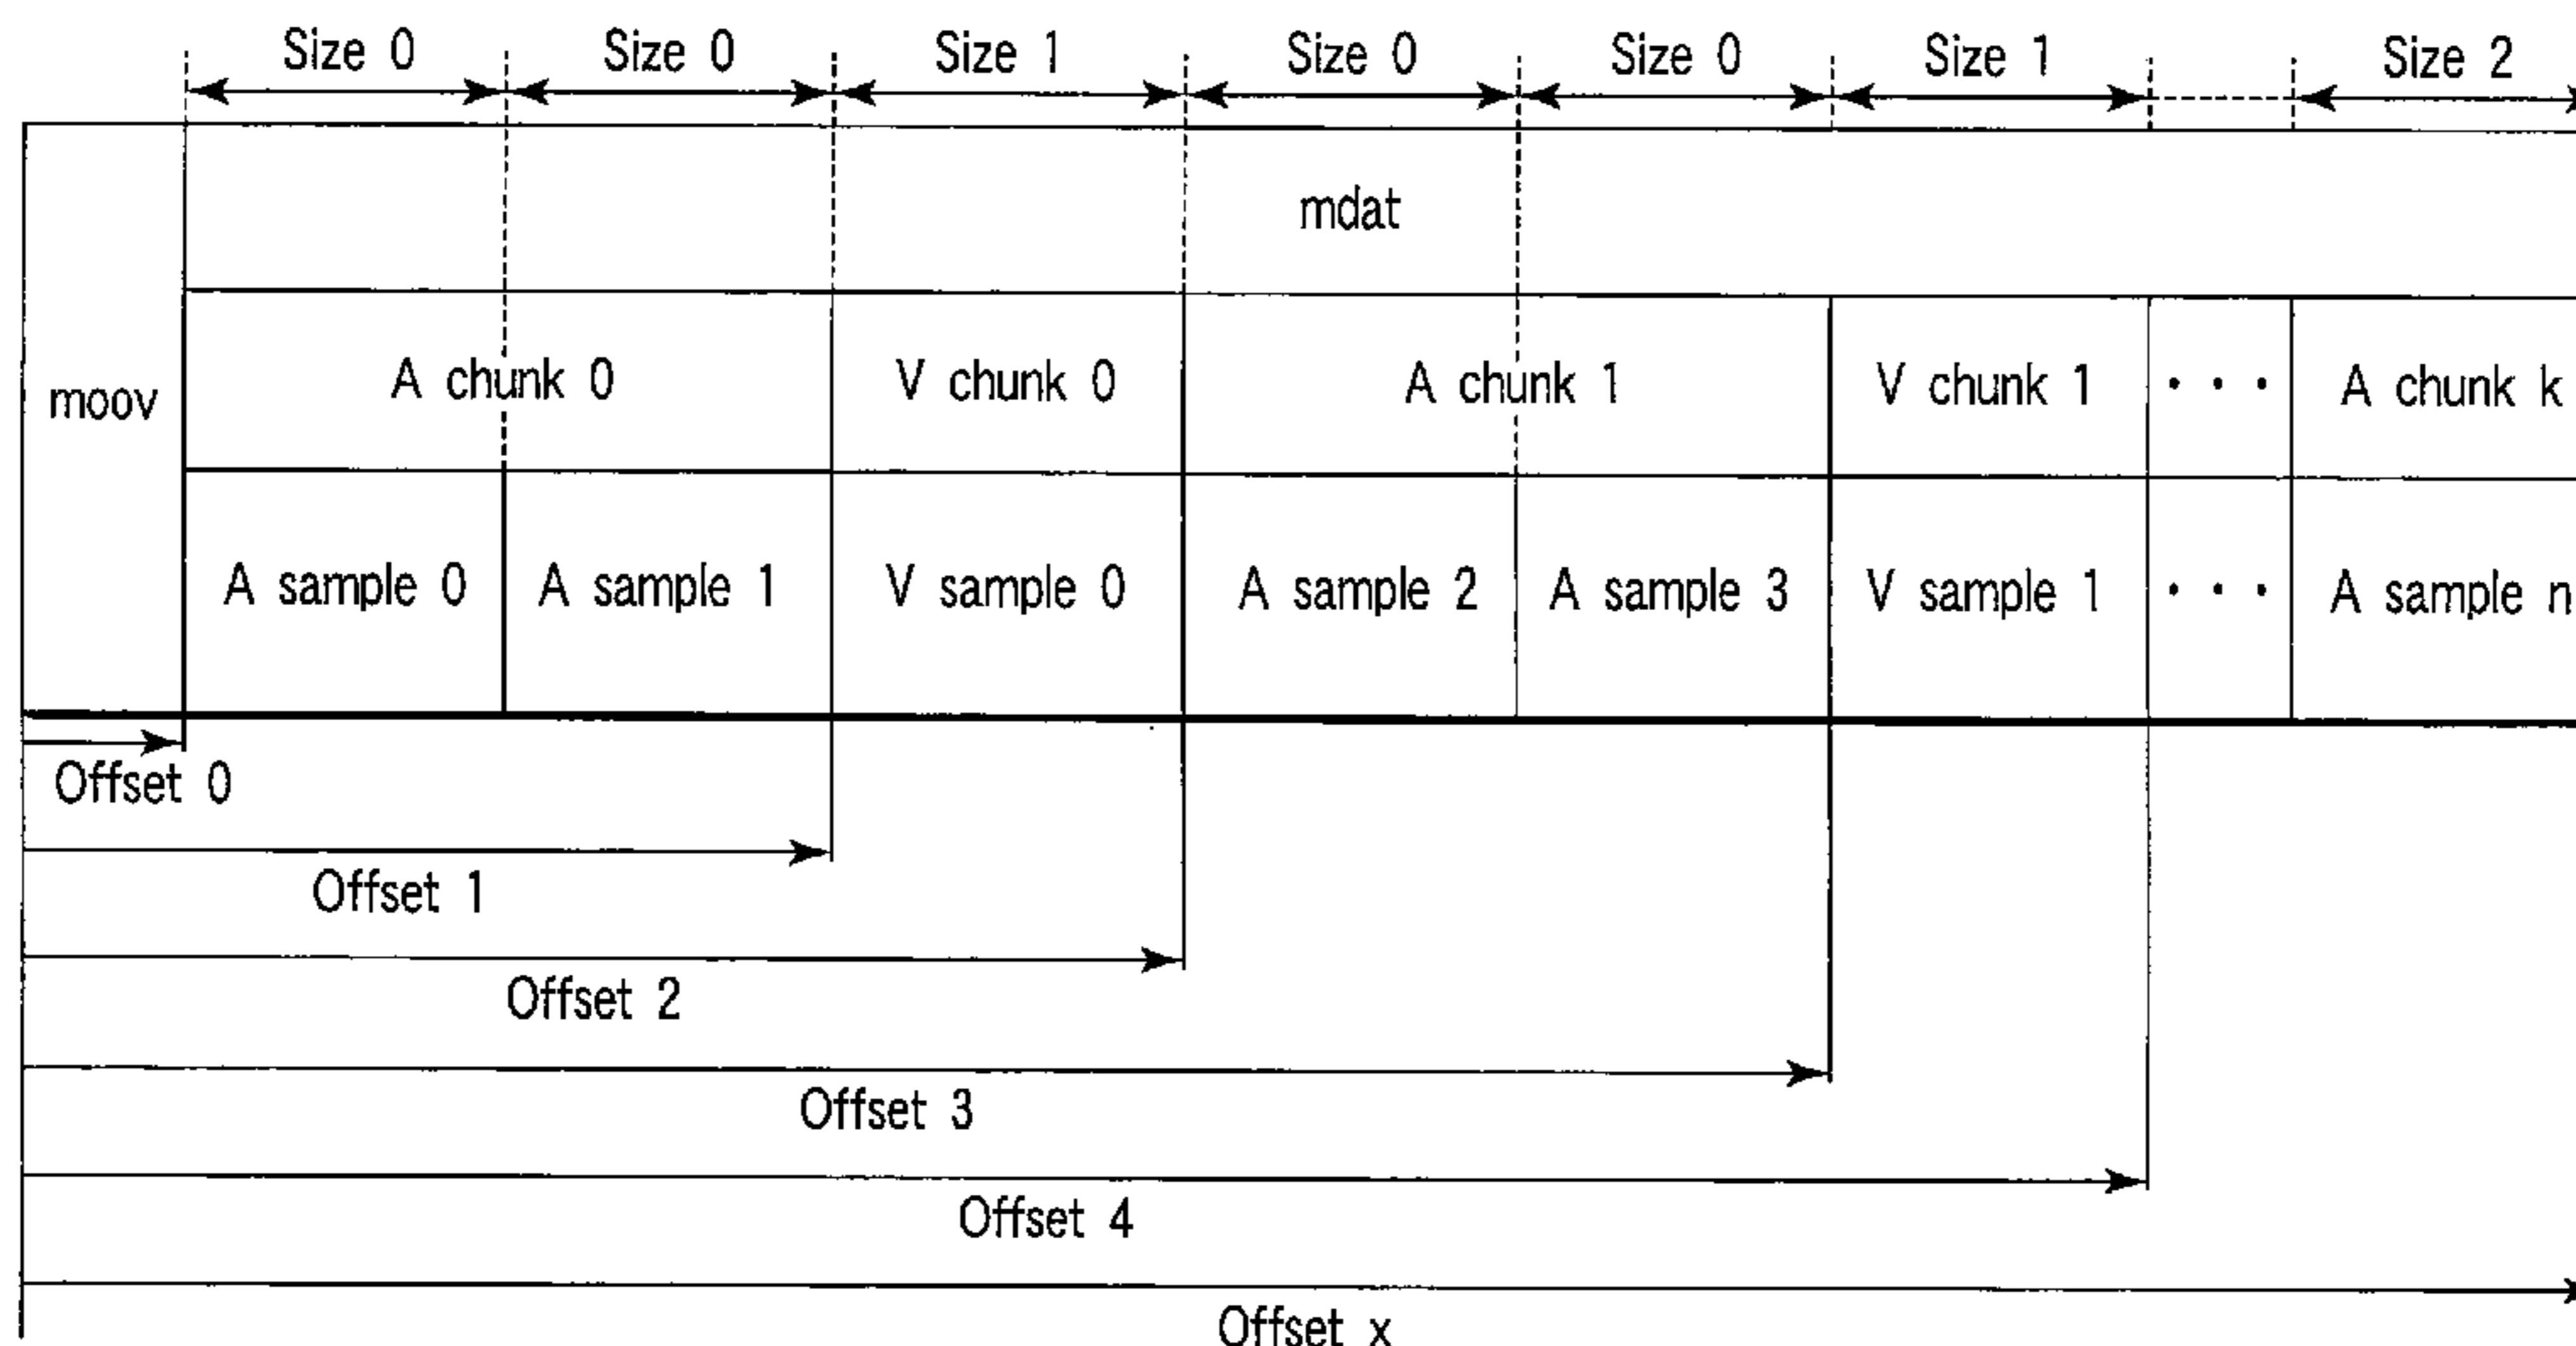 Size 0 Size 0 Size 1 Size 0 Size 0 Size 1 Size 2
mdat
moov A chunk 0 V chunk 0 A chunk 1 V chunk 1 ・・・ A chunk k
A sample 0 A sample 1 V sample 0 A sample 2 A sample 3 V sample 1 ・・・ A sample n
Offset 0
Offset 1
Offset 2
Offset 3
Offset 4
Offset x